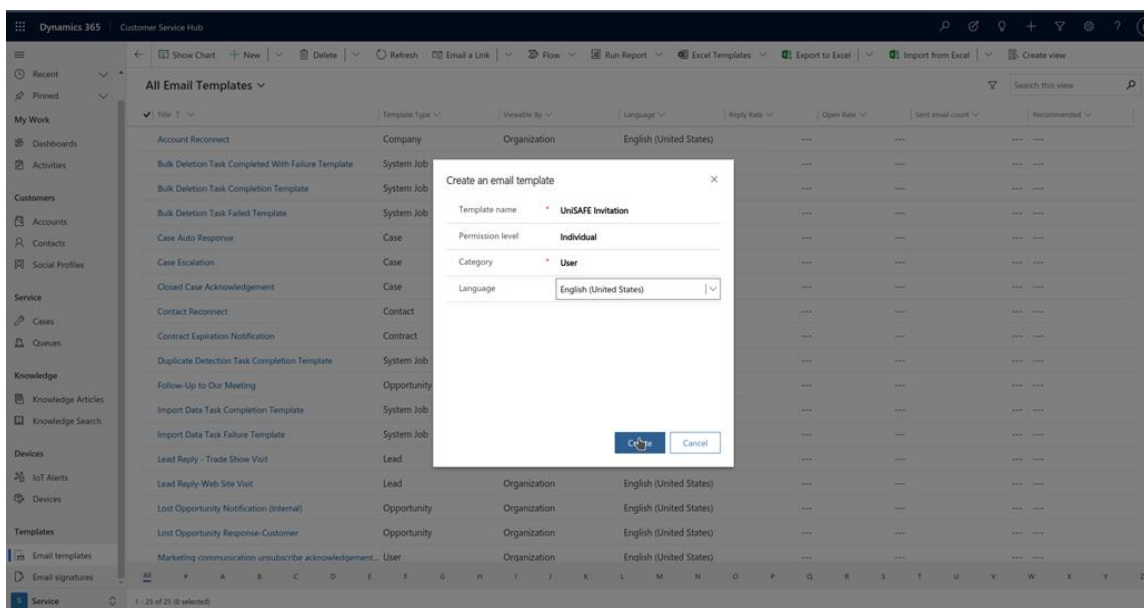 Dynamics 365 Customer Service Hub
Show Chart New Delete Refresh Email a Link Flow Run Report Excel Templates Export to Excel Import from Excel Create view
Recent
Pinned
My Work
Dashboards
Activities
Customers
Accounts
Contacts
Social Profiles
Service
Cases
Queues
Knowledge
Knowledge Articles
Knowledge Search
Devices
IoT Alerts
Devices
Templates
Email templates
Email signatures
S Service
All Email Templates
Search this view
Title Template Type Viewable By Language Reply Rate Open Rate Sent email count Recommended
Account Reconnect Company Organization English (United States) --- --- --- ---
Bulk Deletion Task Completed With Failure Template System Job --- --- --- ---
Bulk Deletion Task Completion Template System Job --- --- --- ---
Bulk Deletion Task Failed Template System Job --- --- --- ---
Case Auto Response Case --- --- --- ---
Case Escalation Case --- --- --- ---
Closed Case Acknowledgement Case --- --- --- ---
Contact Reconnect Contact --- --- --- ---
Contract Expiration Notification Contract --- --- --- ---
Duplicate Detection Task Completion Template System Job --- --- --- ---
Follow-Up to Our Meeting Opportunity --- --- --- ---
Import Data Task Completion Template System Job --- --- --- ---
Import Data Task Failure Template System Job --- --- --- ---
Lead Reply - Trade Show Visit Lead --- --- --- ---
Lead Reply-Web Site Visit Lead Organization English (United States) --- --- --- ---
Lost Opportunity Notification (Internal) Opportunity Organization English (United States) --- --- --- ---
Lost Opportunity Response-Customer Opportunity Organization English (United States) --- --- --- ---
Marketing communication unsubscribe acknowledgement... User Organization English (United States) --- --- --- ---
All # A B C D E F G H I J K L M N O P Q R S T U V W X Y Z
1 - 25 of 25 (0 selected)
Create an email template
Template name * UniSAFE Invitation
Permission level Individual
Category * User
Language English (United States)
Cancel